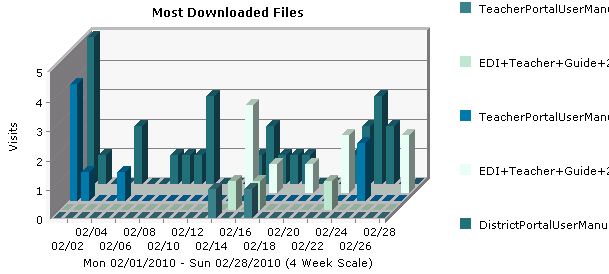 Most Downloaded Files
TeacherPortalUserManu
EDI+Teacher+Guide+2
TeacherPortalUserManu
EDI+Teacher+Guide+2
DistrictPortalUserManu
Visits
5
4
3
2
1
0
02/04 02/08 02/12 02/16 02/20 02/24 02/28
02/02 02/06 02/10 02/14 02/18 02/22 02/26
Mon 02/01/2010 - Sun 02/28/2010 (4 Week Scale)